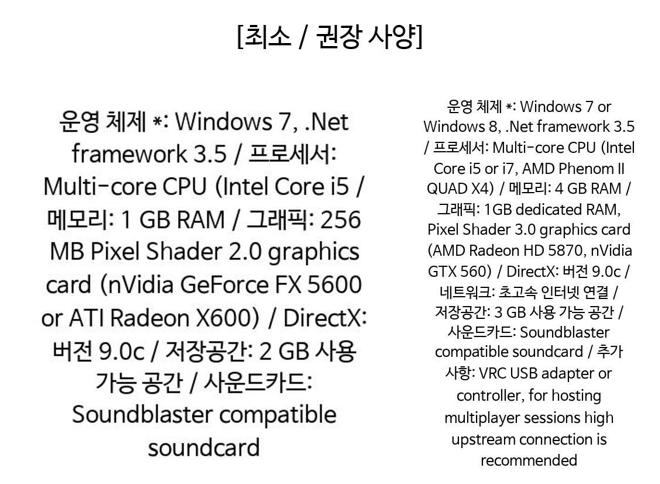 [최소 / 권장 사양]
운영 체제 *: Windows 7, .Net
framework 3.5 / 프로세서:
Multi-core CPU (Intel Core i5 /
메모리: 1 GB RAM / 그래픽: 256
MB Pixel Shader 2.0 graphics
card (nVidia GeForce FX 5600
or ATI Radeon X600) / DirectX:
버전 9.0c / 저장공간: 2 GB 사용
가능 공간 / 사운드카드:
Soundblaster compatible
soundcard
운영 체제 *: Windows 7 or
Windows 8, .Net framework 3.5
/ 프로세서: Multi-core CPU (Intel
Core i5 or i7, AMD Phenom II
QUAD X4) / 메모리: 4 GB RAM /
그래픽: 1GB dedicated RAM,
Pixel Shader 3.0 graphics card
(AMD Radeon HD 5870, nVidia
GTX 560) / DirectX: 버전 9.0c /
네트워크: 초고속 인터넷 연결 /
저장공간: 3 GB 사용 가능 공간 /
사운드카드: Soundblaster
compatible soundcard / 추가
사항: VRC USB adapter or
controller, for hosting
multiplayer sessions high
upstream connection is
recommended